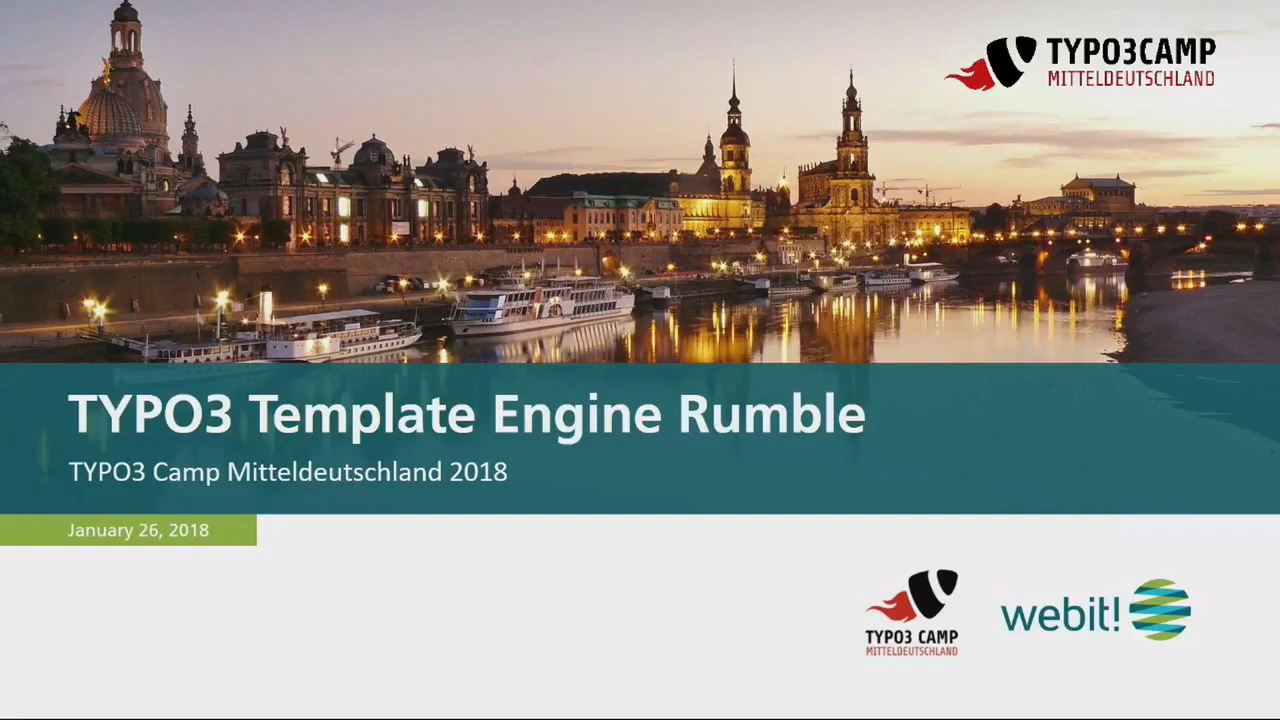 TYPO3CAMP
MITTELDEUTSCHLAND
TYPO3 Template Engine Rumble
TYPO3 Camp Mitteldeutschland 2018
January 26, 2018
TYPO3 CAMP
MITTELDEUTSCHLAND
webit!